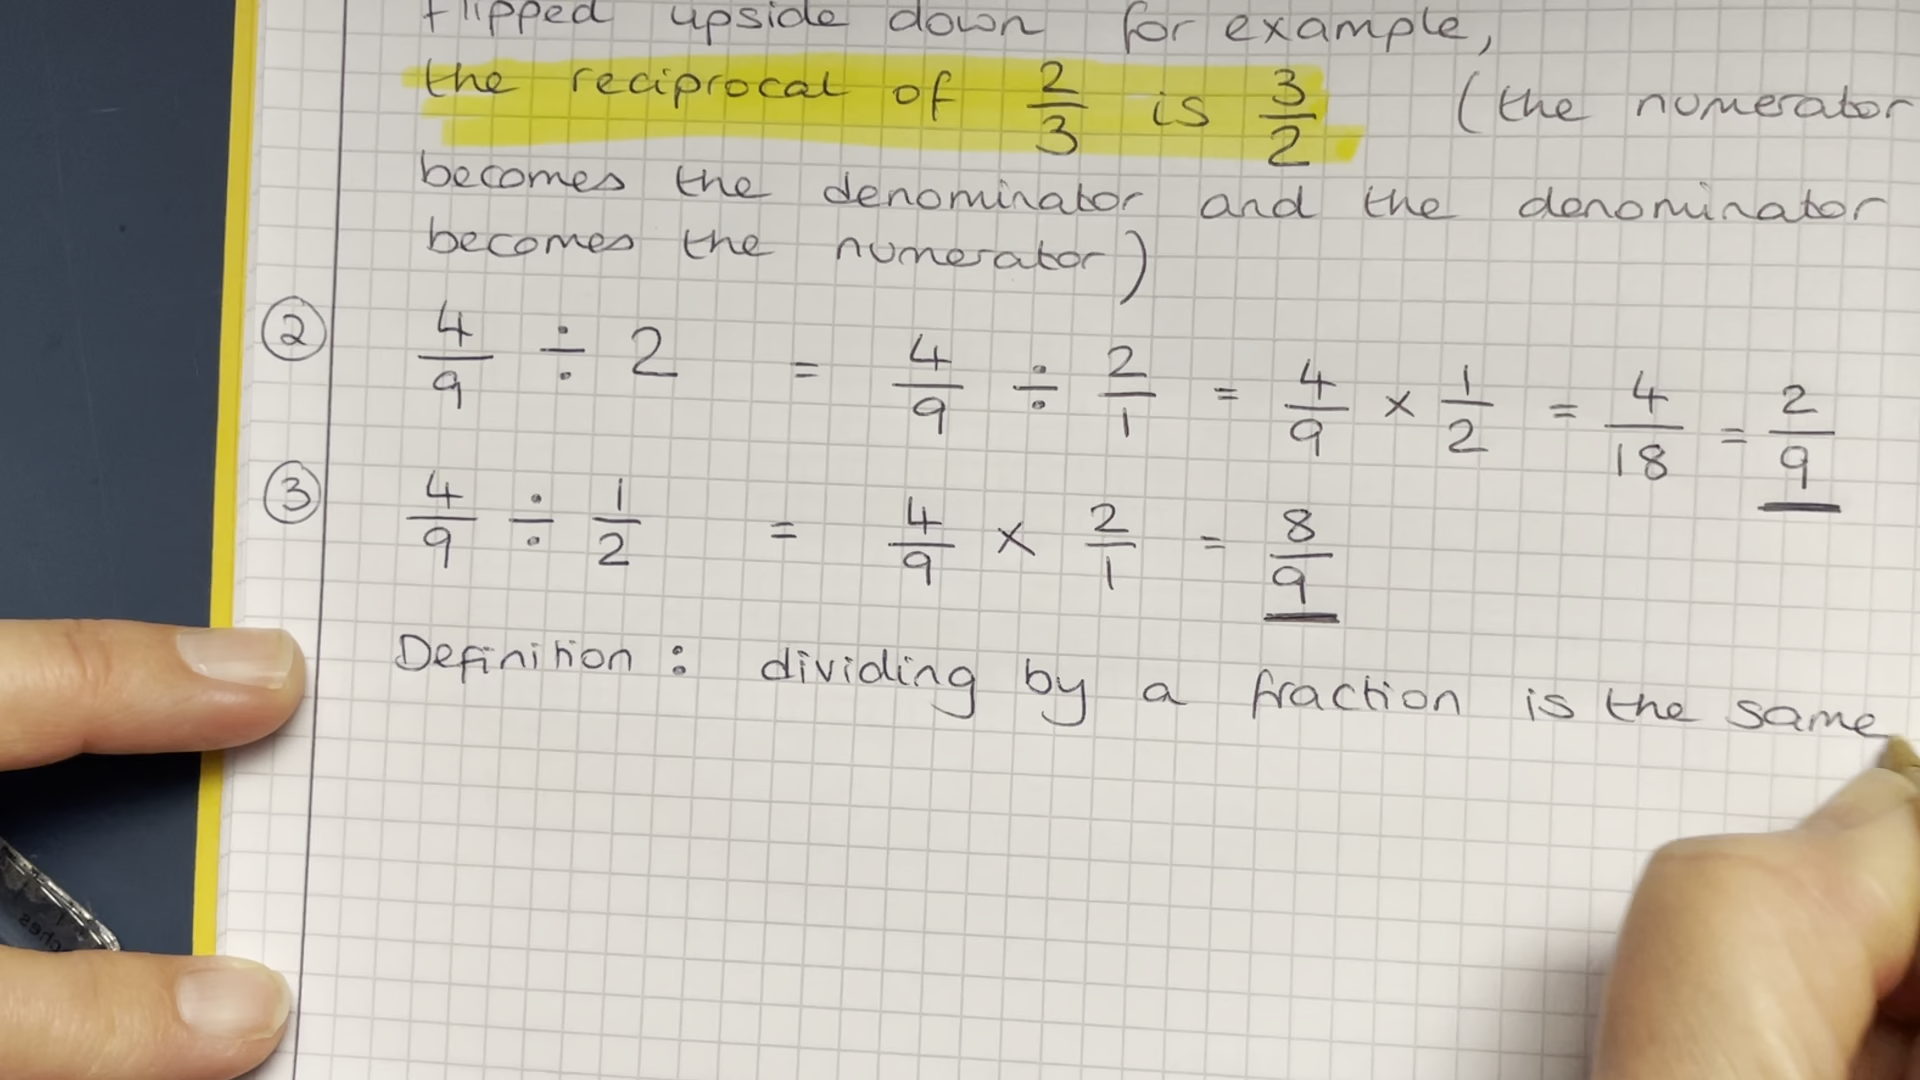 flipped upside down for example,
the reciprocal of 2/3 is 3/2 (the numerator
becomes the denominator and the denominator
becomes the numerator)
② 4/9 ÷ 2 = 4/9 ÷ 2/1 = 4/9 × 1/2 = 4/18 = 2/9
③ 4/9 ÷ 1/2 = 4/9 × 2/1 = 8/9
Definition : dividing by a fraction is the same